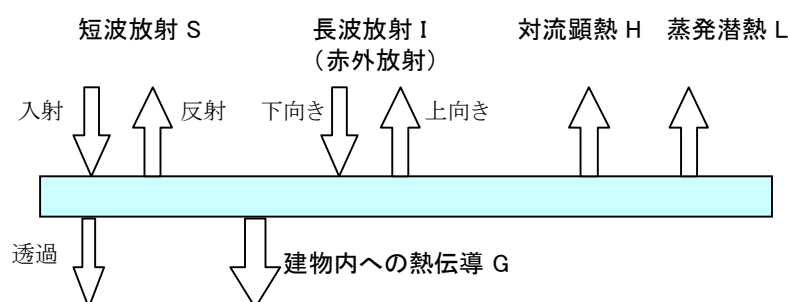 短波放射 S
長波放射 I
（赤外放射）
対流顕熱 H
蒸発潜熱 L
入射
反射
下向き
上向き
透過
建物内への熱伝導 G